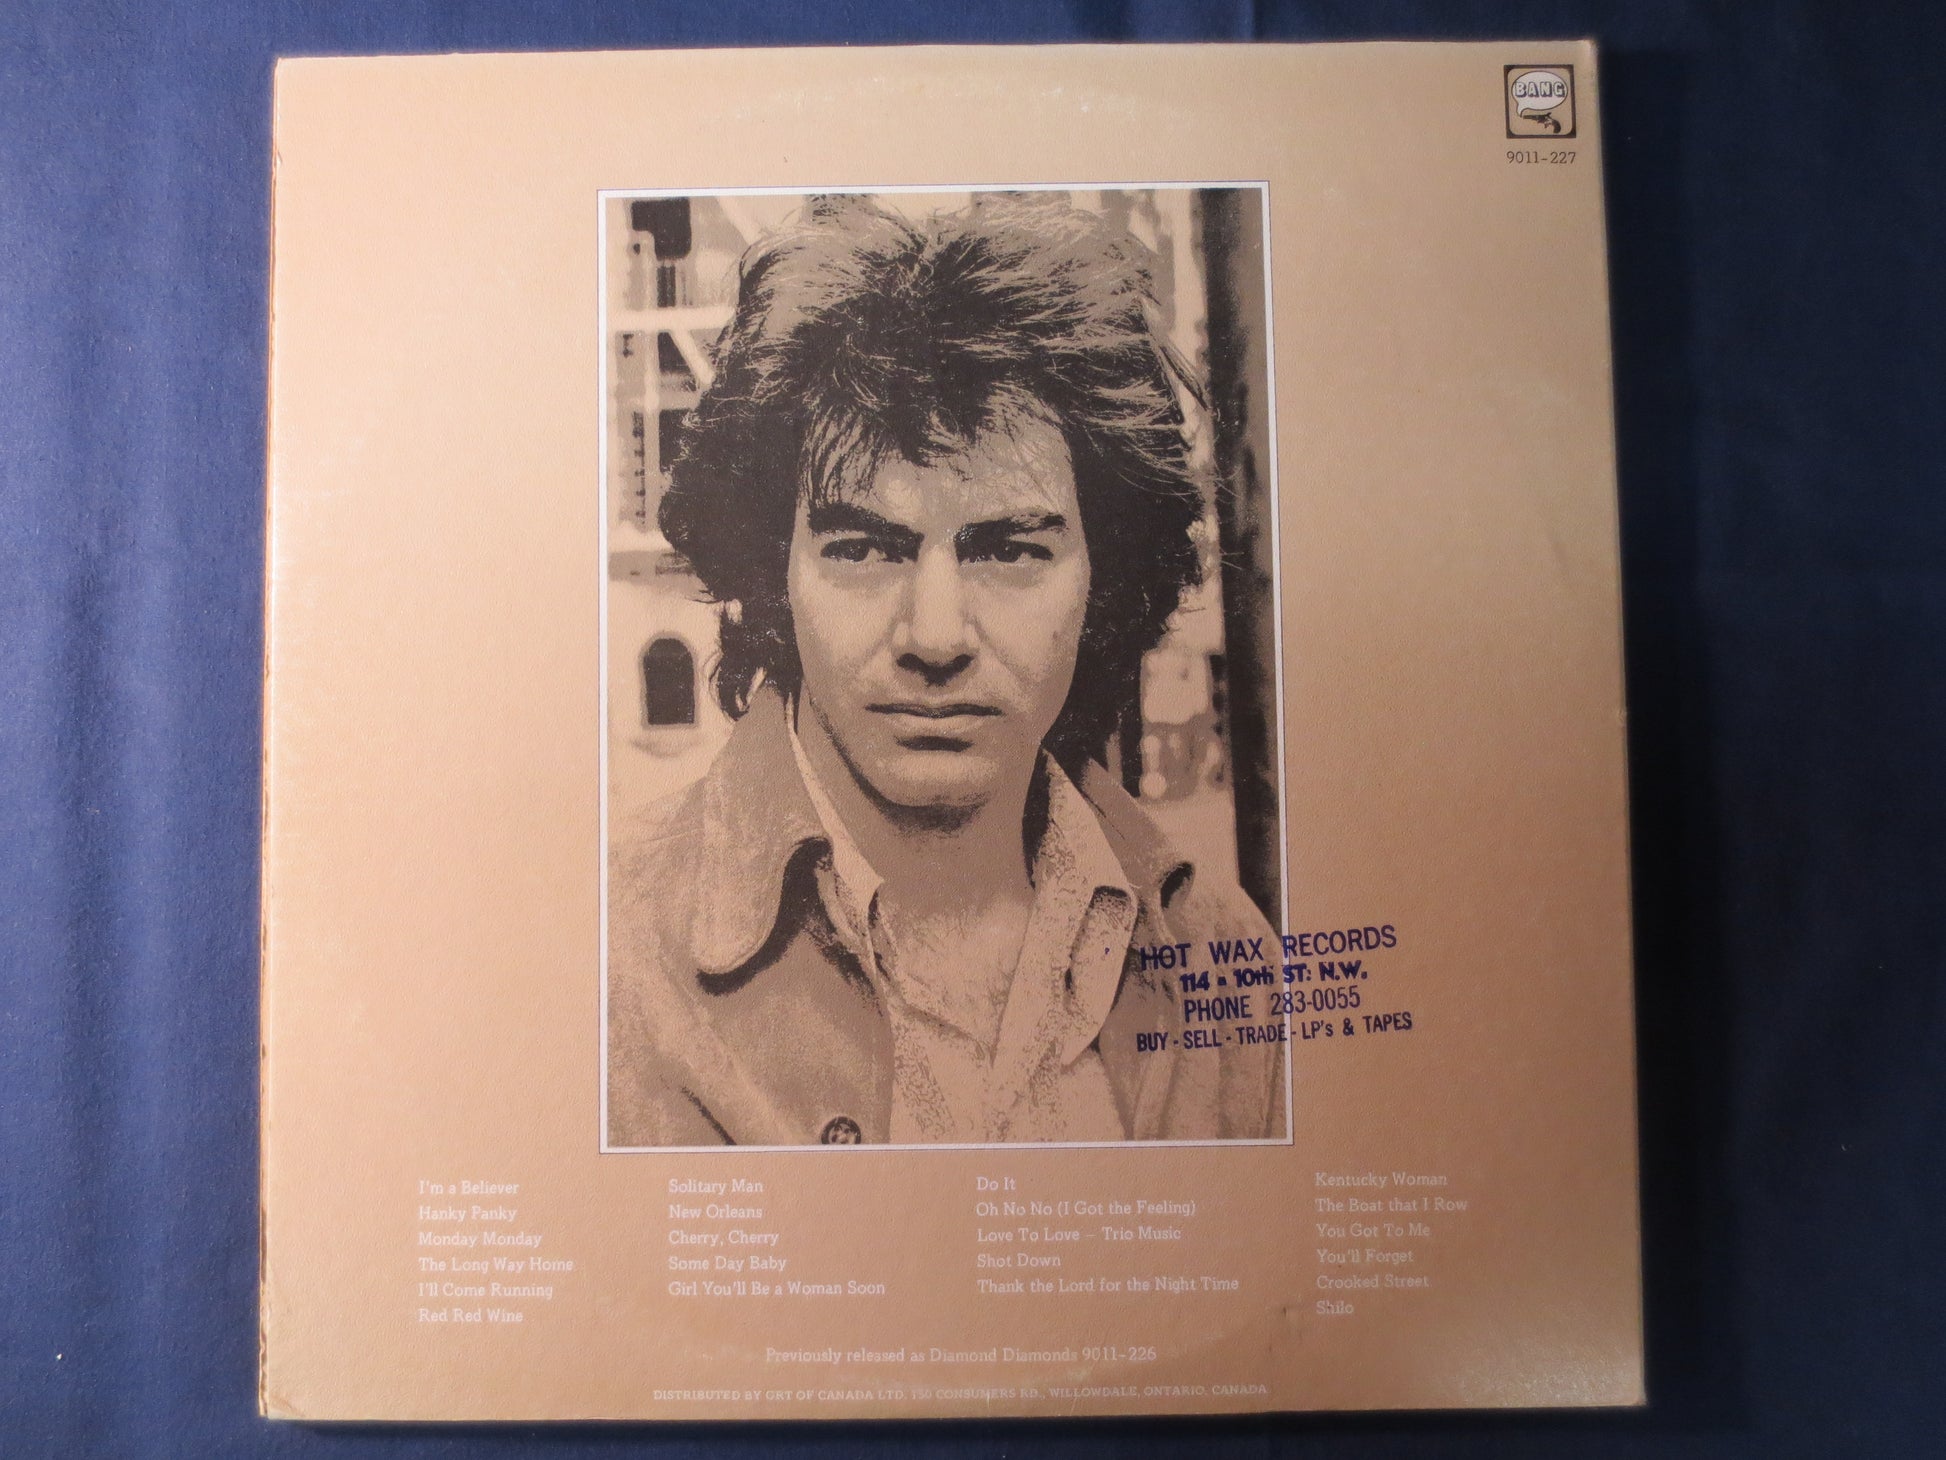 BANG
9011-227
HOT WAX RECORDS
114 - 10th ST. N.W.
PHONE 283-0055
BUY - SELL - TRADE - LP's & TAPES
I'm a Believer
Hanky Panky
Monday Monday
The Long Way Home
I'll Come Running
Red Red Wine
Solitary Man
New Orleans
Cherry, Cherry
Some Day Baby
Girl You'll Be a Woman Soon
Do It
Oh No No (I Got the Feeling)
Love To Love – Trio Music
Shot Down
Thank the Lord for the Night Time
Kentucky Woman
The Boat that I Row
You Got To Me
You'll Forget
Crooked Street
Shilo
Previously released as Diamond Diamonds 9011-226
DISTRIBUTED BY GRT OF CANADA LTD. 150 CONSUMERS RD., WILLOWDALE, ONTARIO, CANADA